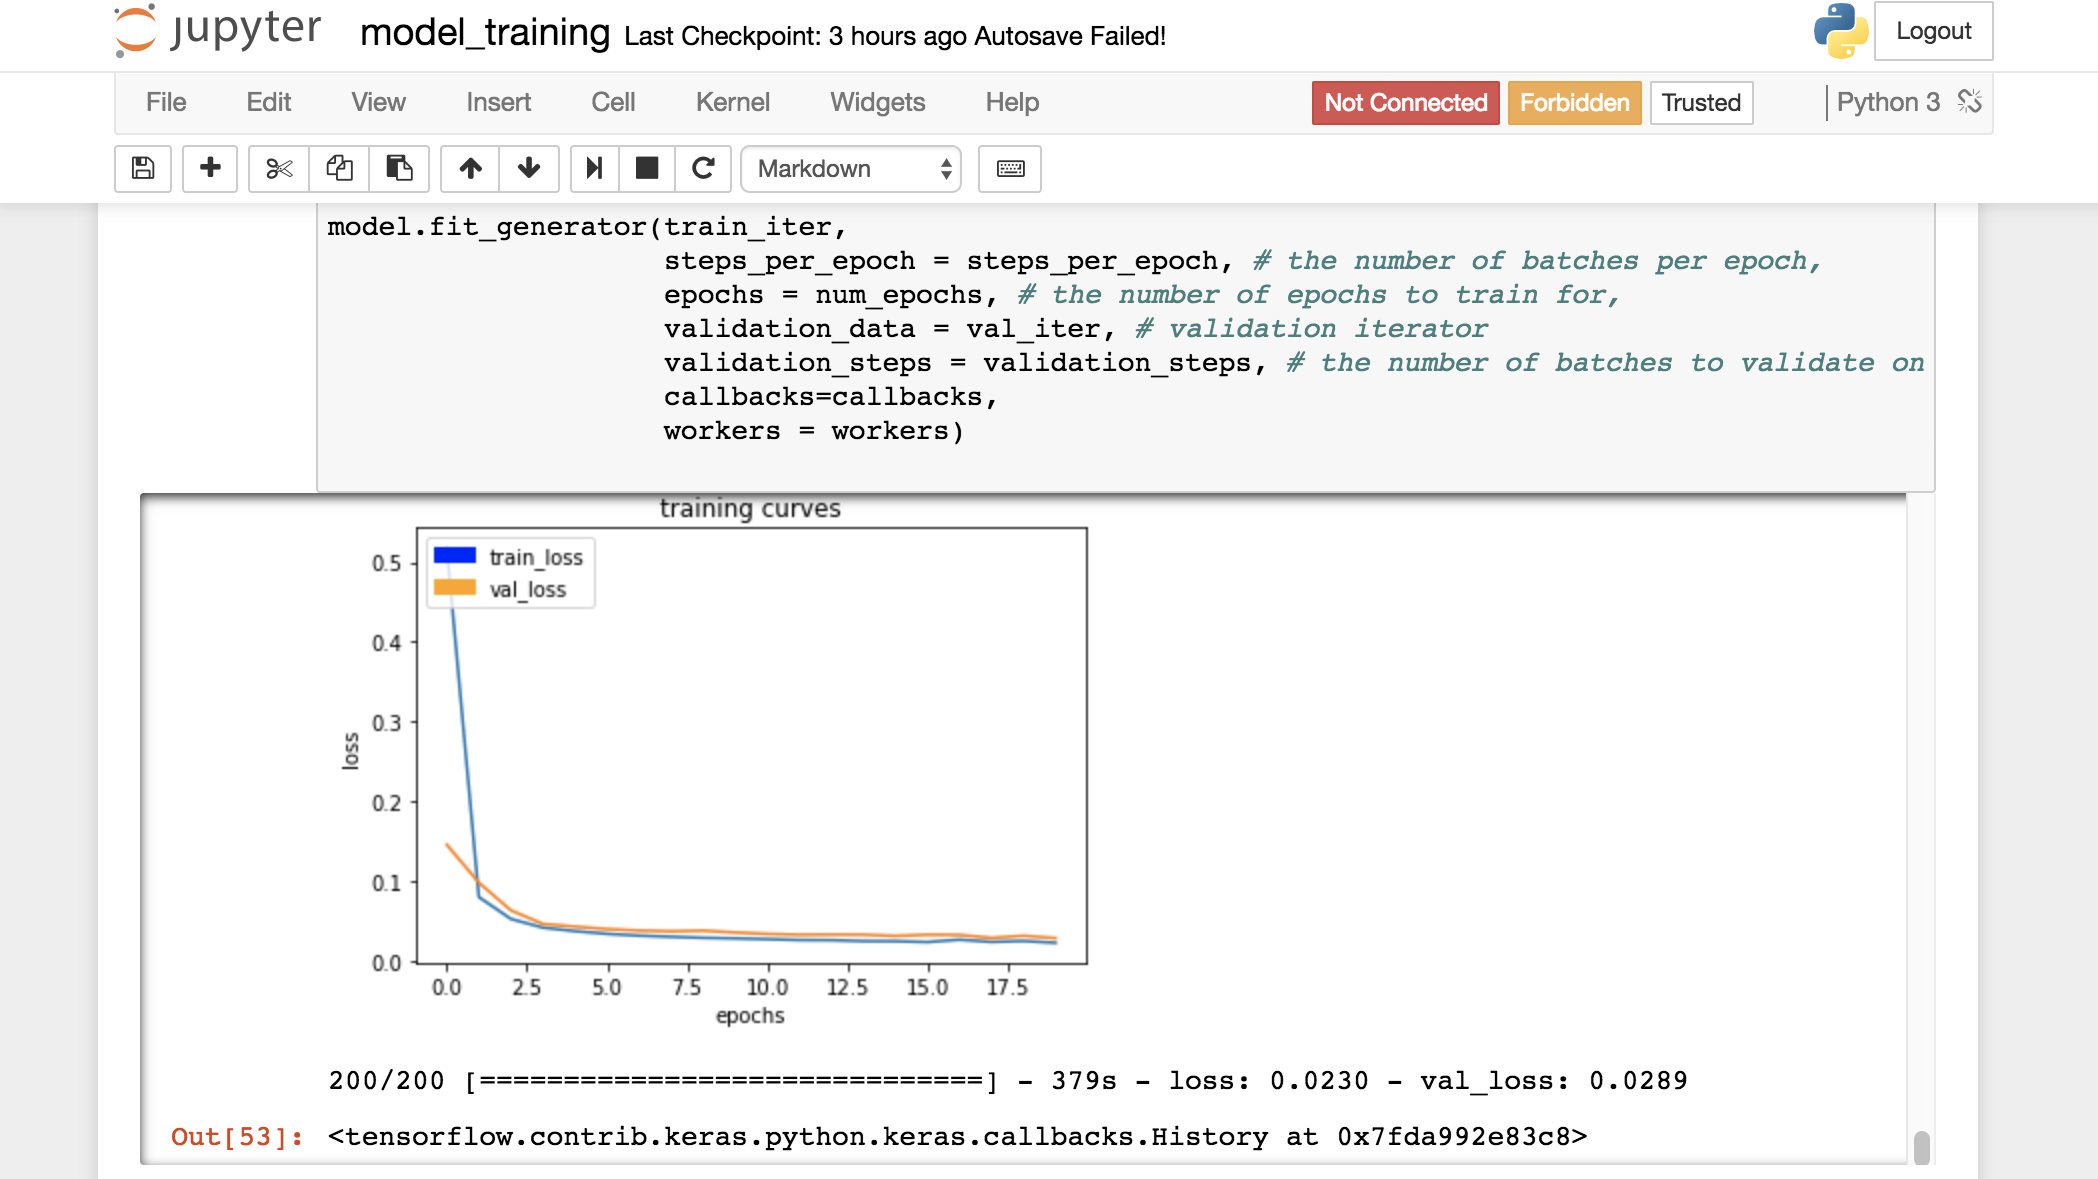 jupyter model_training Last Checkpoint: 3 hours ago Autosave Failed! Logout
File Edit View Insert Cell Kernel Widgets Help Not Connected Forbidden Trusted Python 3
Markdown
model.fit_generator(train_iter,
steps_per_epoch = steps_per_epoch, # the number of batches per epoch,
epochs = num_epochs, # the number of epochs to train for,
validation_data = val_iter, # validation iterator
validation_steps = validation_steps, # the number of batches to validate on
callbacks=callbacks,
workers = workers)
training curves
train_loss
val_loss
0.5
0.4
0.3
0.2
0.1
0.0
loss
0.0 2.5 5.0 7.5 10.0 12.5 15.0 17.5
epochs
200/200 [==============================] - 379s - loss: 0.0230 - val_loss: 0.0289
Out[53]: <tensorflow.contrib.keras.python.keras.callbacks.History at 0x7fda992e83c8>